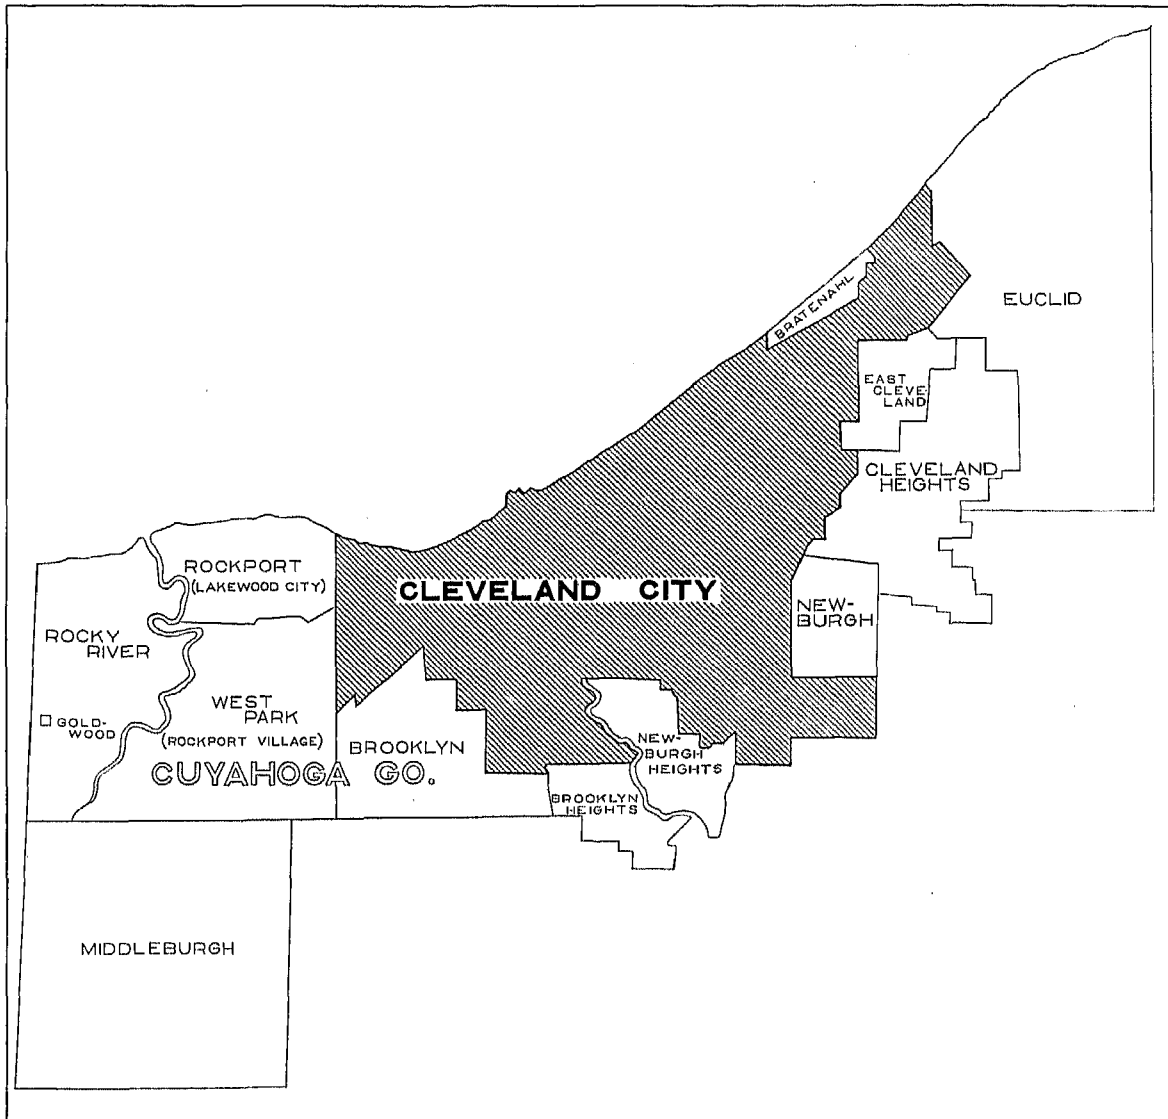 EUCLID
BRATENAHL
EAST
CLEVE-
LAND
CLEVELAND
HEIGHTS
ROCKPORT
(LAKEWOOD CITY)
CLEVELAND CITY
NEW-
BURGH
ROCKY
RIVER
WEST
PARK
(ROCKPORT VILLAGE)
GOLD-
WOOD
BROOKLYN
NEW-
BURGH
HEIGHTS
CUYAHOGA GO.
BROOKLYN
HEIGHTS
MIDDLEBURGH